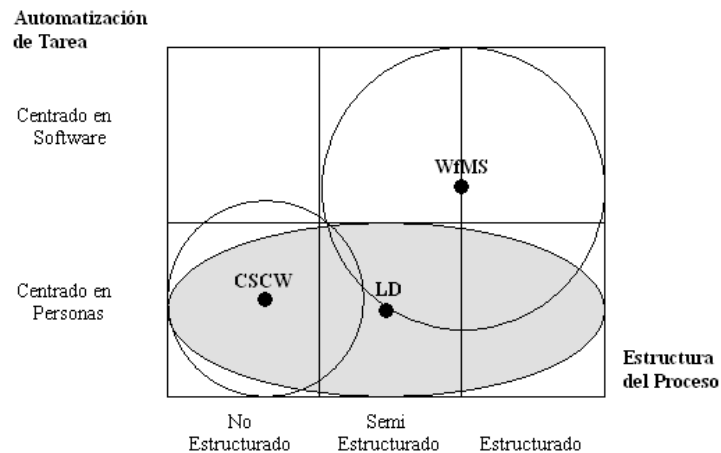 Automatización
de Tarea
Centrado en
Software
WfMS
Centrado en
Personas
CSCW
LD
Estructura
del Proceso
No
Estructurado
Semi
Estructurado
Estructurado